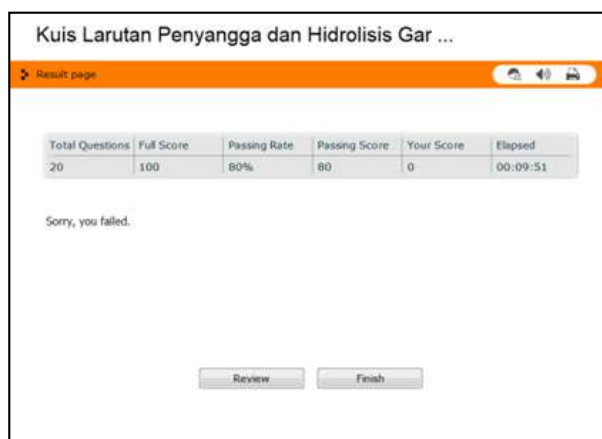 Kuis Larutan Penyangga dan Hidrolisis Gar ...
Result page
Total Questions Full Score Passing Rate Passing Score Your Score Elapsed
20 100 80% 80 0 00:09:51
Sorry, you failed.
Review Finish